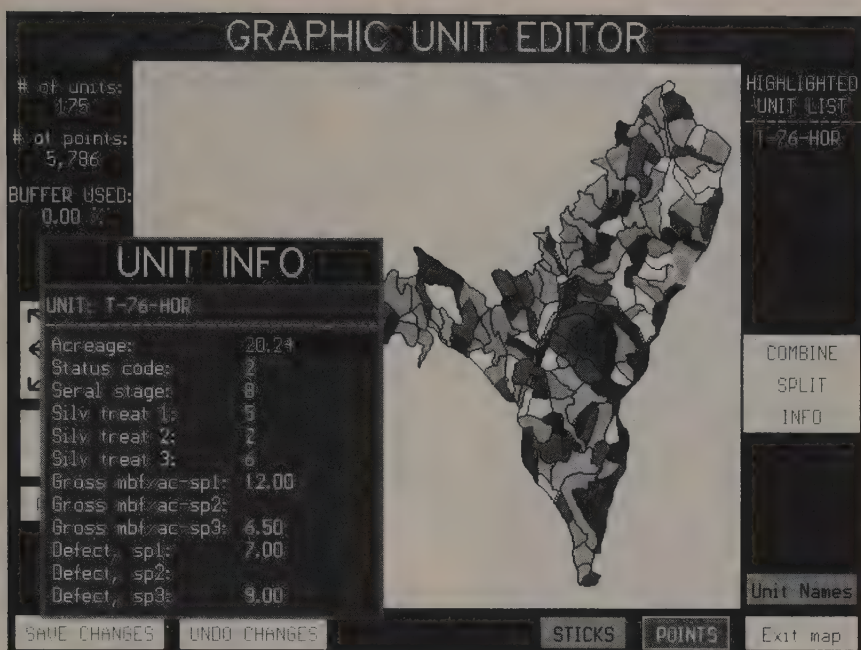 GRAPHIC UNIT EDITOR
# of units:
175
# of points:
5,786
BUFFER USED:
0.00 %
HIGHLIGHTED
UNIT LIST
T-76-HOR
UNIT INFO
UNIT: T-76-HOR
Acreage: 20.24
Status code: 2
Seral stage: 8
Silv treat 1: 5
Silv treat 2: 2
Silv treat 3: 6
Gross mbf/ac-sp1: 12.00
Gross mbf/ac-sp2:
Gross mbf/ac-sp3: 6.50
Defect, sp1: 7.00
Defect, sp2:
Defect, sp3: 9.00
COMBINE
SPLIT
INFO
Unit Names
SAVE CHANGES
UNDO CHANGES
STICKS
POINTS
Exit map